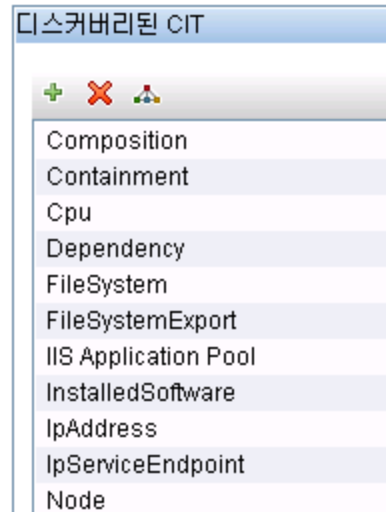 디스커버리된 CIT
Composition
Containment
Cpu
Dependency
FileSystem
FileSystemExport
IIS Application Pool
InstalledSoftware
IpAddress
IpServiceEndpoint
Node